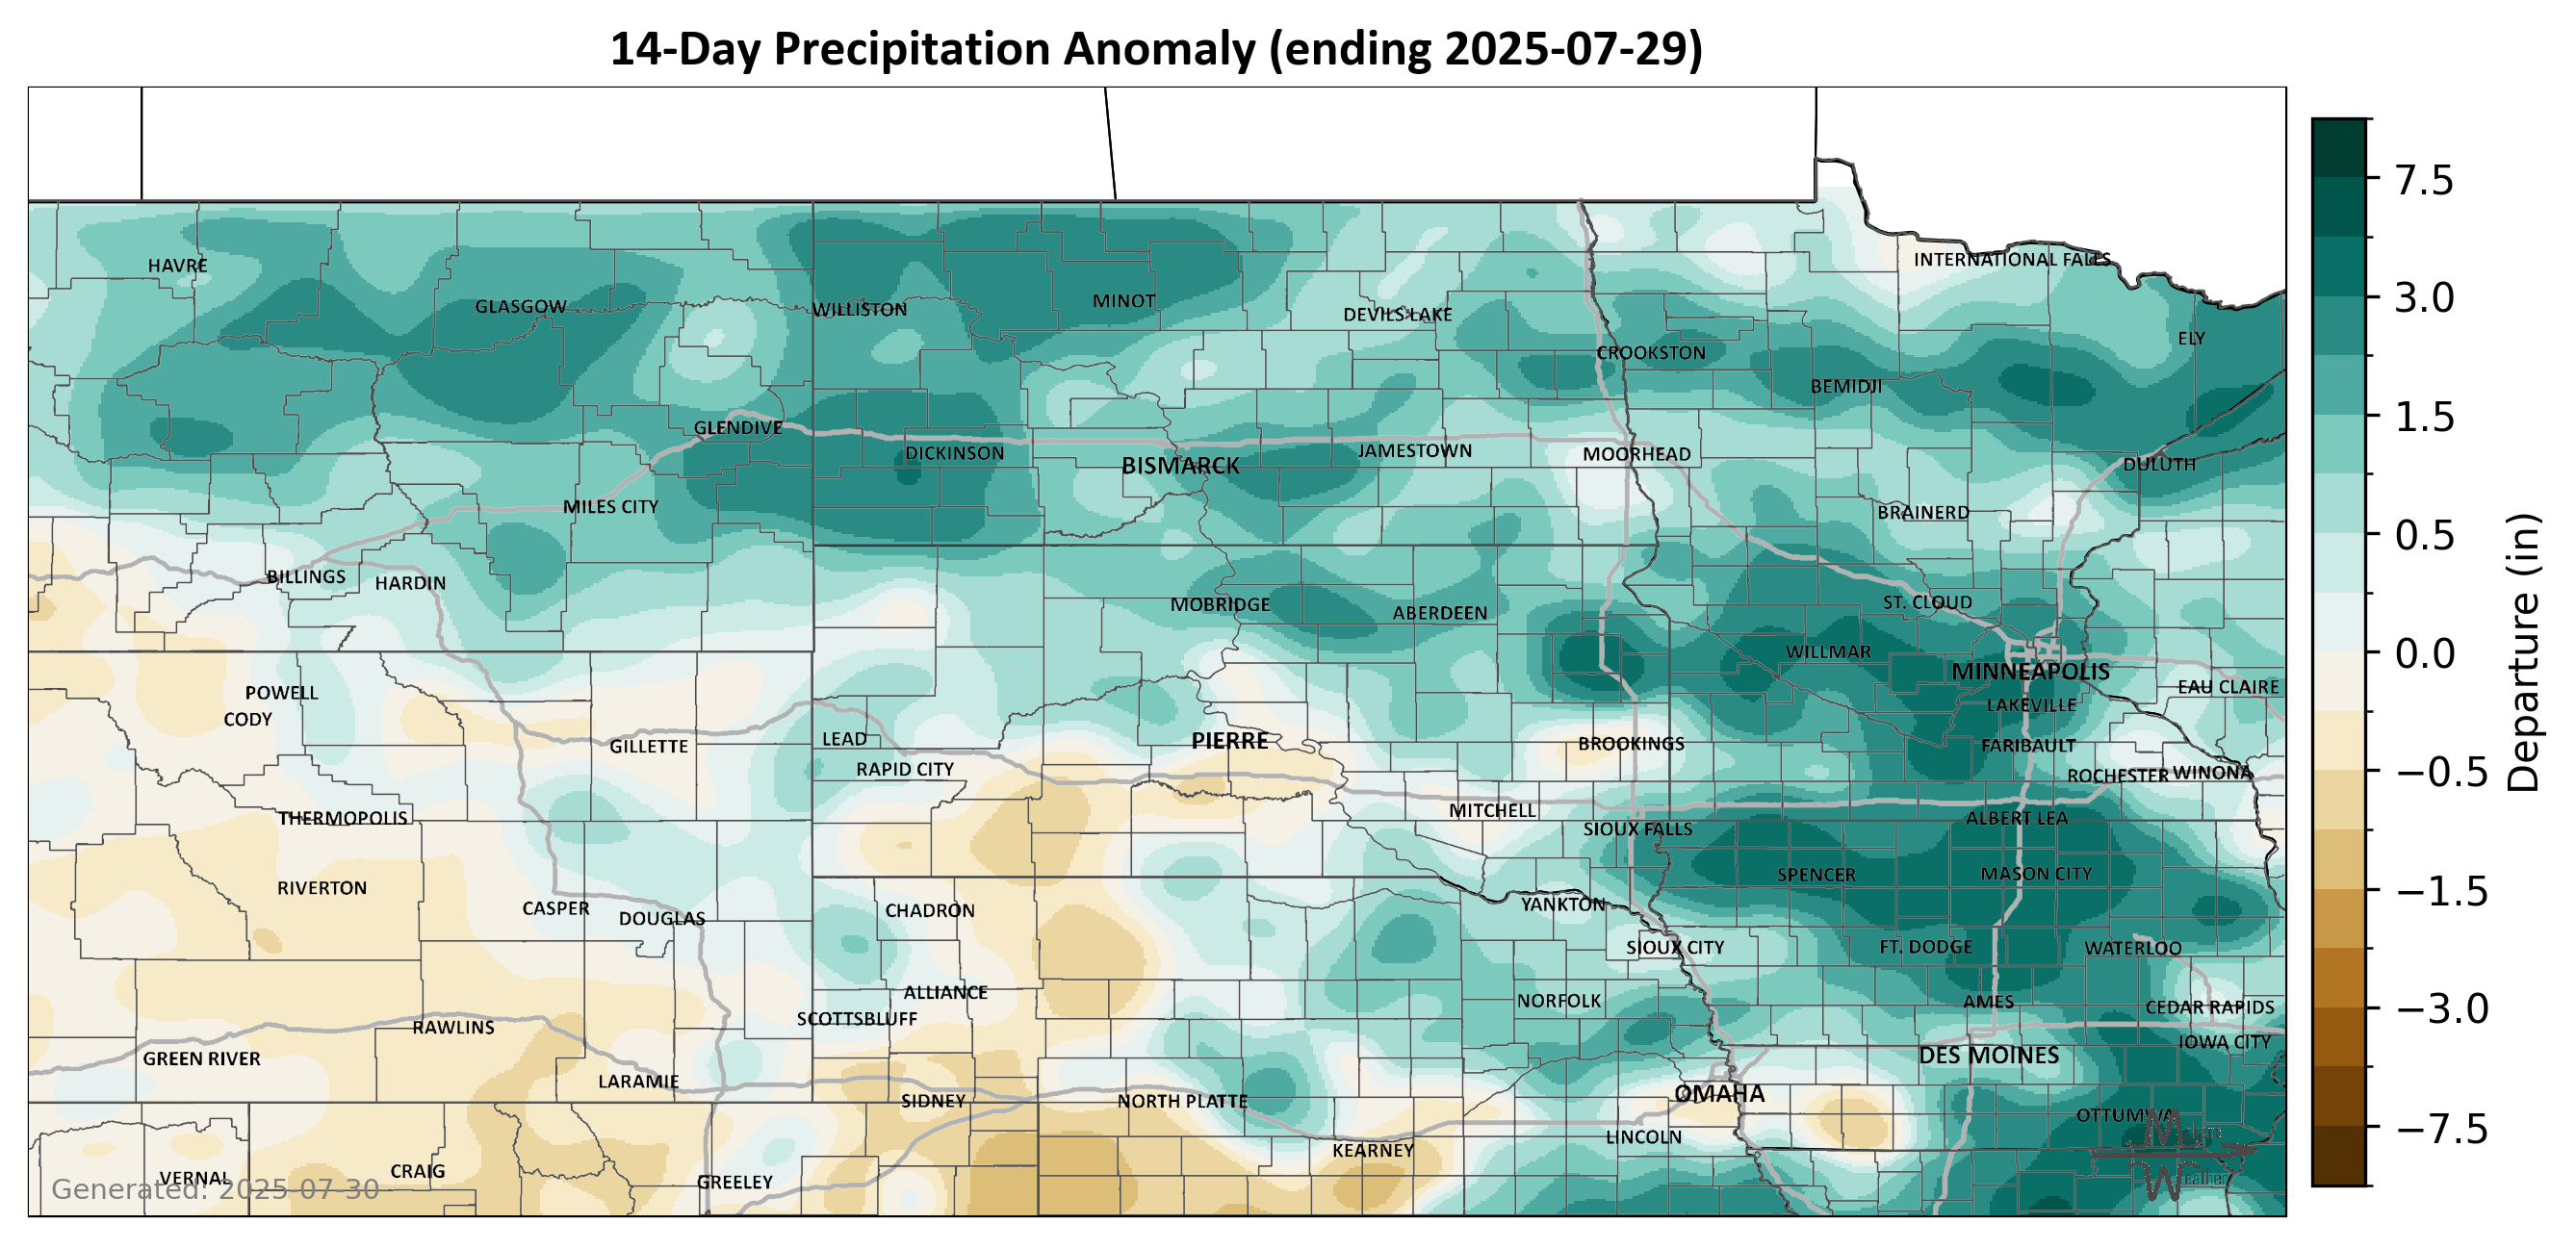 14-Day Precipitation Anomaly (ending 2025-07-29)
7.5
INTERNATIONAL FALLS
HAVRE
3.0
MINOT
GLASGOW
WILLISTON
DEVILS LAKE
ELY
CROOKSTON
BEMIDJI
1.5
GLENDIVE
DICKINSON
JAMESTOWN
MOORHEAD
BISMARCK
DULUTH
MILES CITY
BRAINERD
0.5
BILLINGS
HARDIN
MOBRIDGE
ABERDEEN
ST. CLOUD
WILLMAR
0.0
MINNEAPOLIS
Departure (in)
POWELL
EAU CLAIRE
CODY
LAKEVILLE
LEAD
PIERRE
BROOKINGS
GILLETTE
FARIBAULT
RAPID CITY
ROCHESTER
WINONA
−0.5
THERMOPOLIS
MITCHELL
ALBERT LEA
SIOUX FALLS
RIVERTON
SPENCER
MASON CITY
−1.5
CASPER
DOUGLAS
CHADRON
YANKTON
SIOUX CITY
FT. DODGE
WATERLOO
ALLIANCE
NORFOLK
AMES
CEDAR RAPIDS
−3.0
SCOTTSBLUFF
RAWLINS
IOWA CITY
GREEN RIVER
DES MOINES
LARAMIE
SIDNEY
NORTH PLATTE
OMAHA
OTTUMWA
−7.5
LINCOLN
KEARNEY
VERNAL
CRAIG
GREELEY
Weather
Generated: 2025-07-30